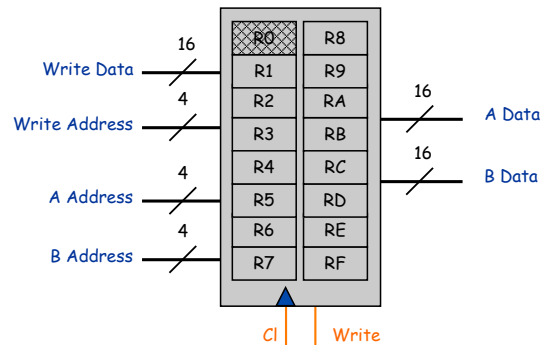 R0 R8
16
Write Data R1 R9
4 R2 RA 16
A Data
Write Address R3 RB
R4 RC 16
4 B Data
A Address R5 RD
4 R6 RE
B Address R7 RF
Cl Write